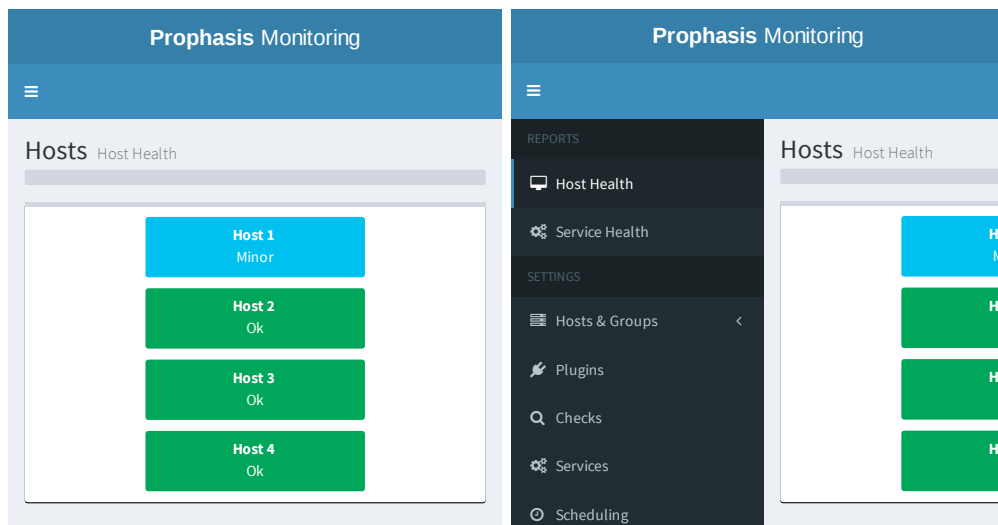 Prophasis Monitoring
Hosts Host Health
Host 1
Minor
Host 2
Ok
Host 3
Ok
Host 4
Ok
Prophasis Monitoring
REPORTS
Host Health
Service Health
SETTINGS
Hosts & Groups
Plugins
Checks
Services
Scheduling
Hosts Host Health